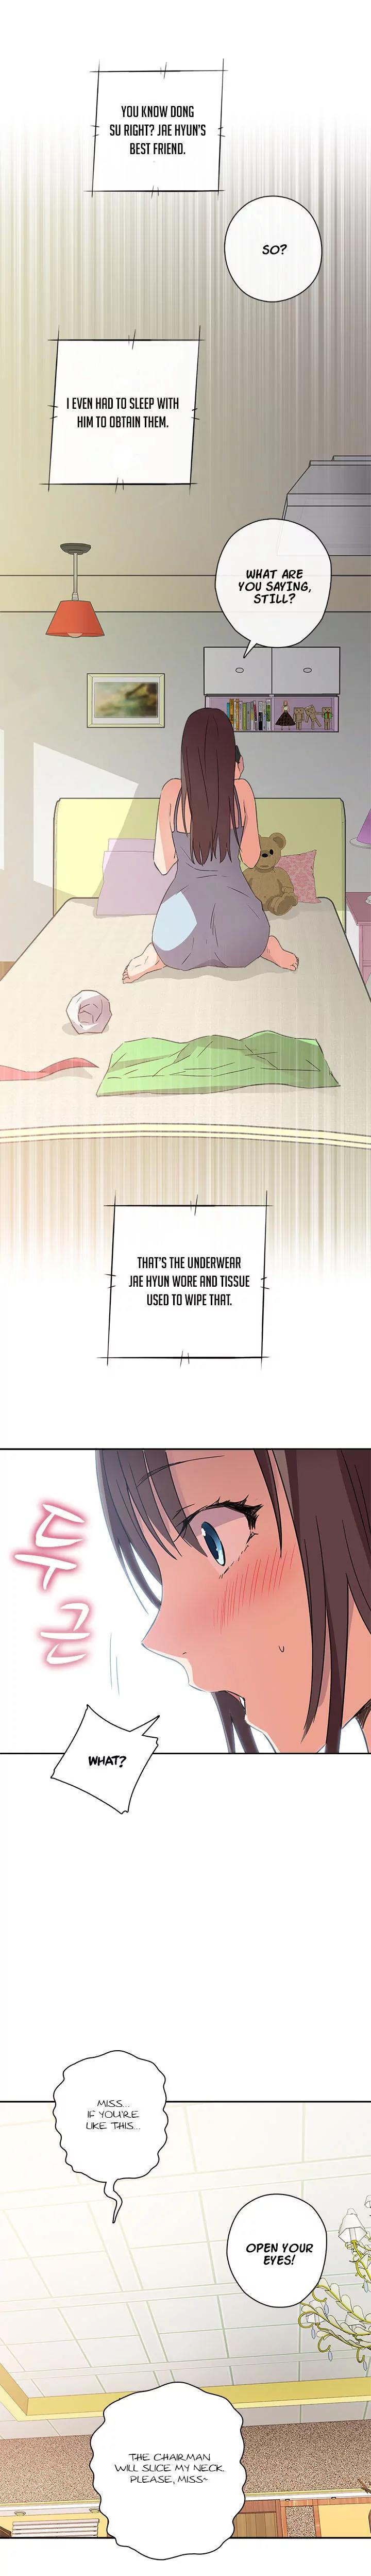 YOU KNOW DONG
SU RIGHT? JAE HYUN'S
BEST FRIEND.
SO?
I EVEN HAD TO SLEEP WITH
HIM TO OBTAIN THEM.
WHAT ARE
YOU SAYING,
STILL?
THAT'S THE UNDERWEAR
JAE HYUN WORE AND TISSUE
USED TO WIPE THAT.
두
근
WHAT?
MISS...
IF YOU'RE
LIKE THIS...
OPEN YOUR
EYES!
THE CHAIRMAN
WILL SLICE MY NECK.
PLEASE, MISS~